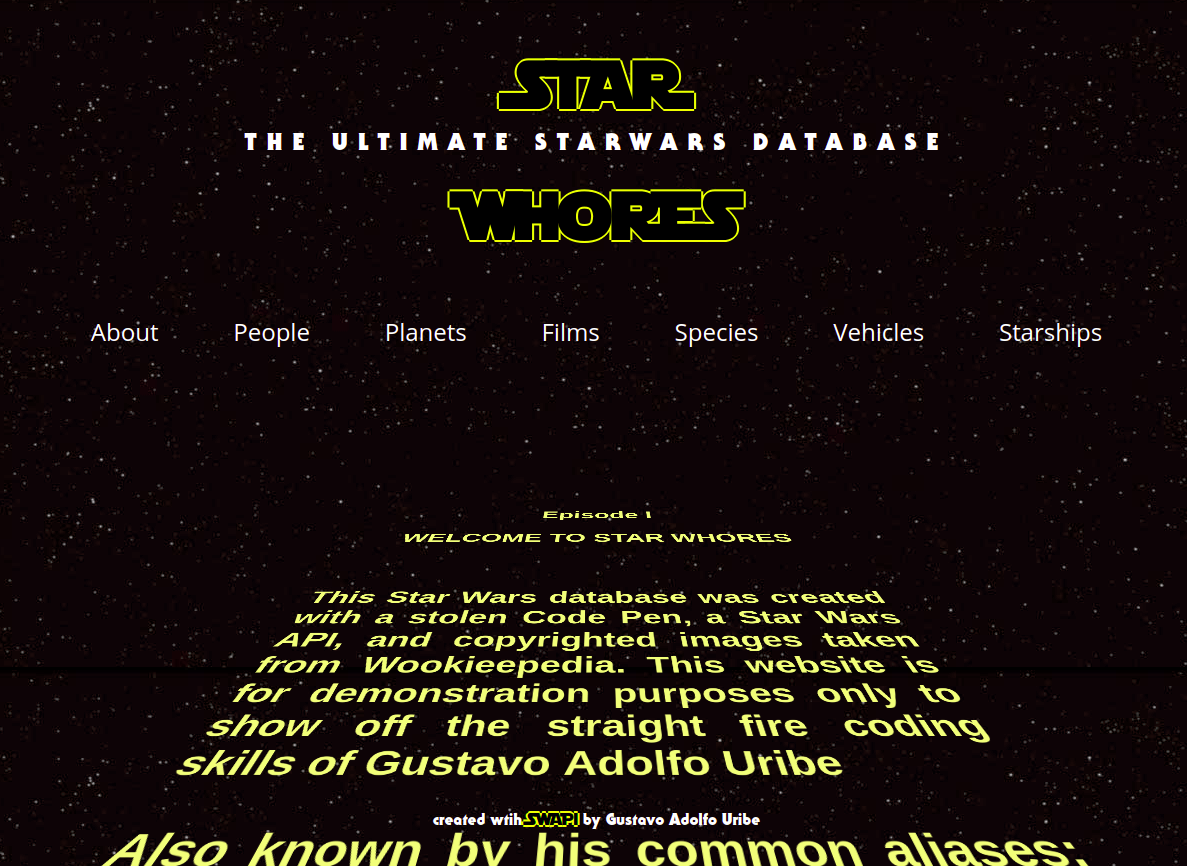 STAR
THE ULTIMATE STARWARS DATABASE
WHORES
About People Planets Films Species Vehicles Starships
Episode I
WELCOME TO STAR WHORES
This Star Wars database was created
with a stolen Code Pen, a Star Wars
API, and copyrighted images taken
from Wookieepedia. This website is
for demonstration purposes only to
show off the straight fire coding
skills of Gustavo Adolfo Uribe
created wtih SWAPI by Gustavo Adolfo Uribe
Also known by his common aliases: